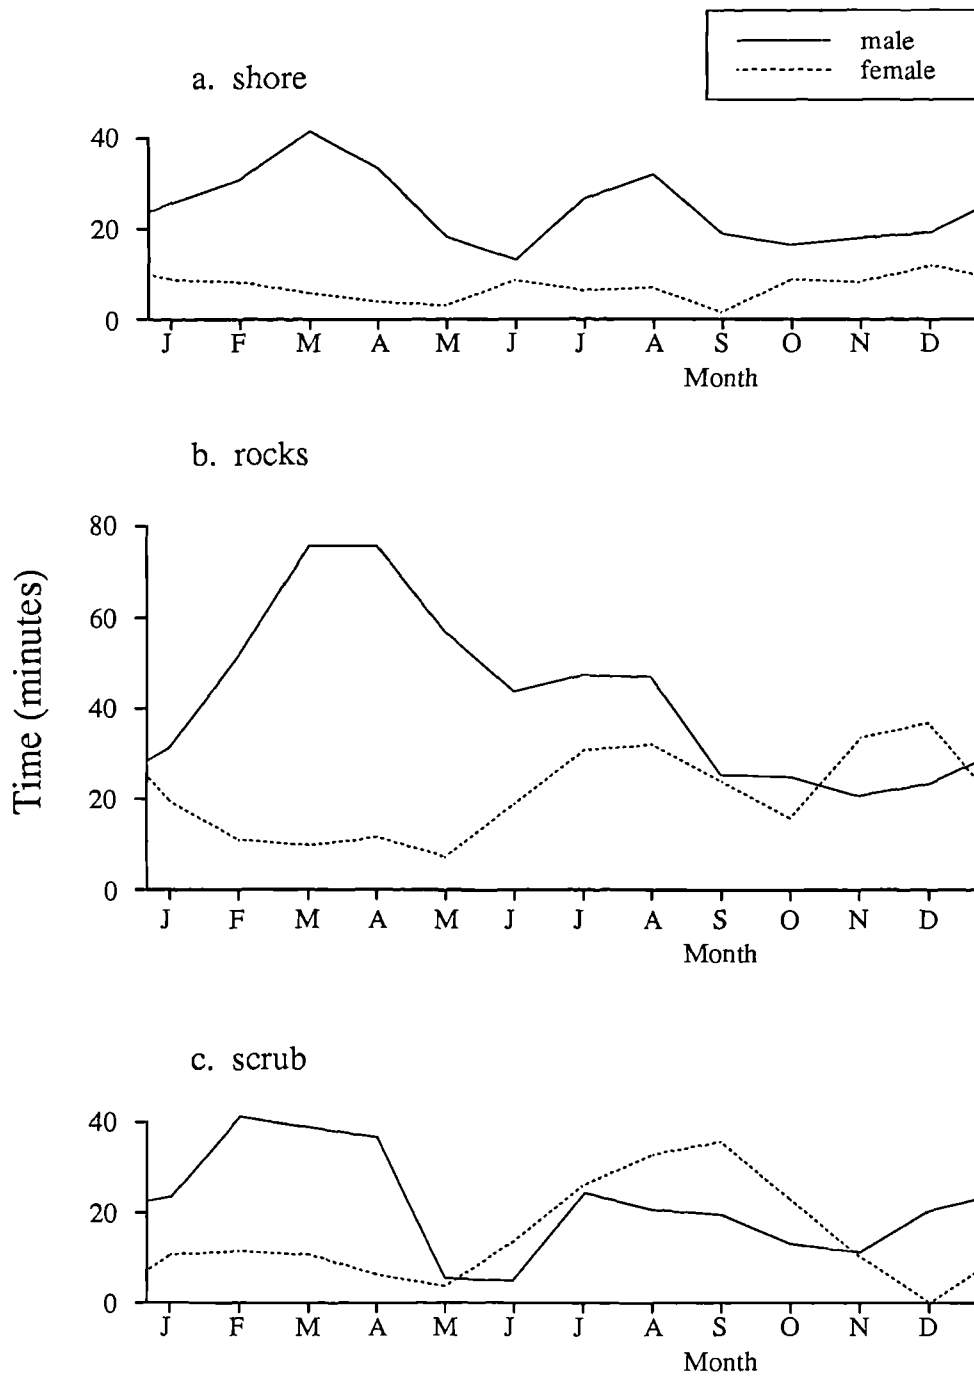 male
female
a. shore
40
20
0
J F M A M J J A S O N D
Month
b. rocks
80
60
40
20
0
J F M A M J J A S O N D
Month
Time (minutes)
c. scrub
40
20
0
J F M A M J J A S O N D
Month